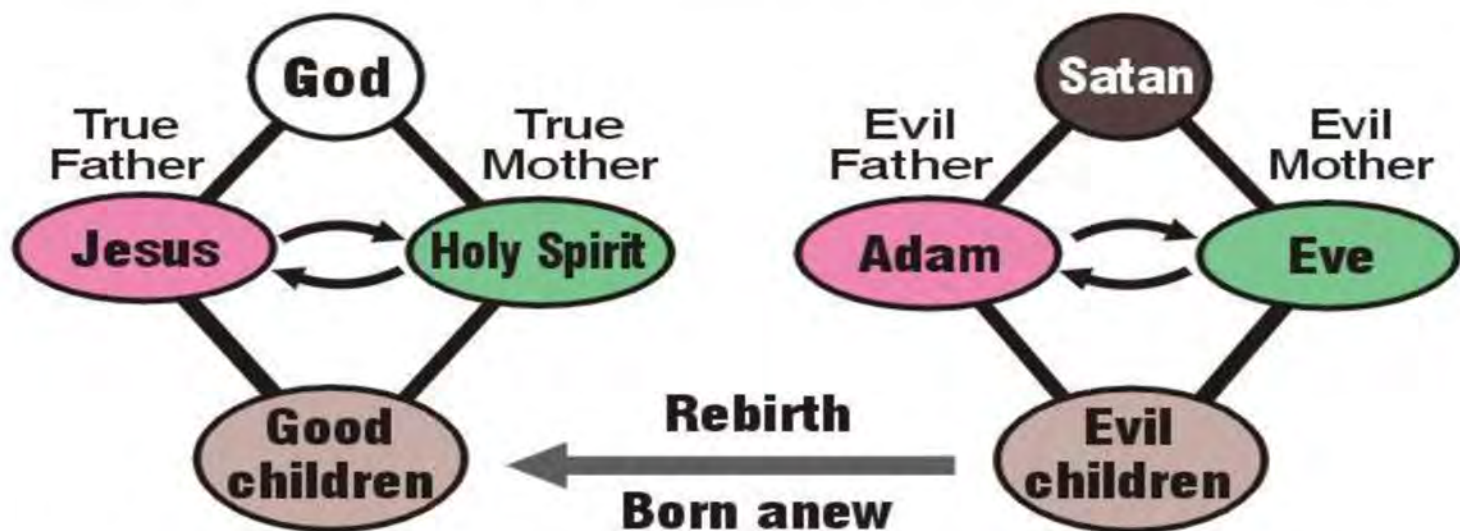 God
True
Father
True
Mother
Jesus
Holy Spirit
Good
children
Satan
Evil
Father
Evil
Mother
Adam
Eve
Evil
children
Rebirth
Born anew